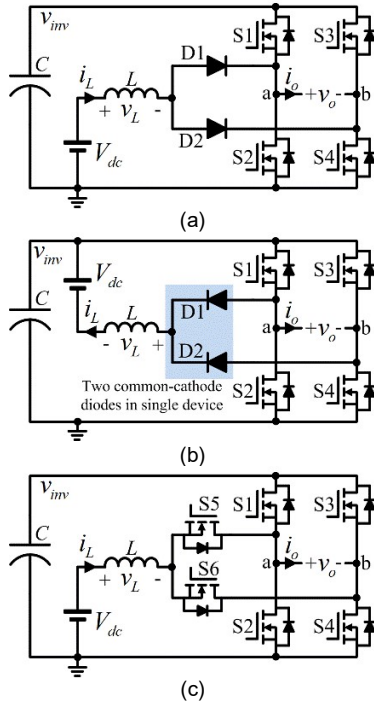 v_inv
S1
S3
D1
C
i_L
L
a
i_o
+v_o-
b
+ v_L -
D2
V_dc
S2
S4
(a)
v_inv
V_dc
S1
S3
C
D1
i_L
L
a
i_o
+v_o-
b
- v_L +
D2
Two common-cathode
diodes in single device
S2
S4
(b)
v_inv
S5
S1
S3
C
i_L
L
a
i_o
+v_o-
b
+ v_L -
S6
V_dc
S2
S4
(c)